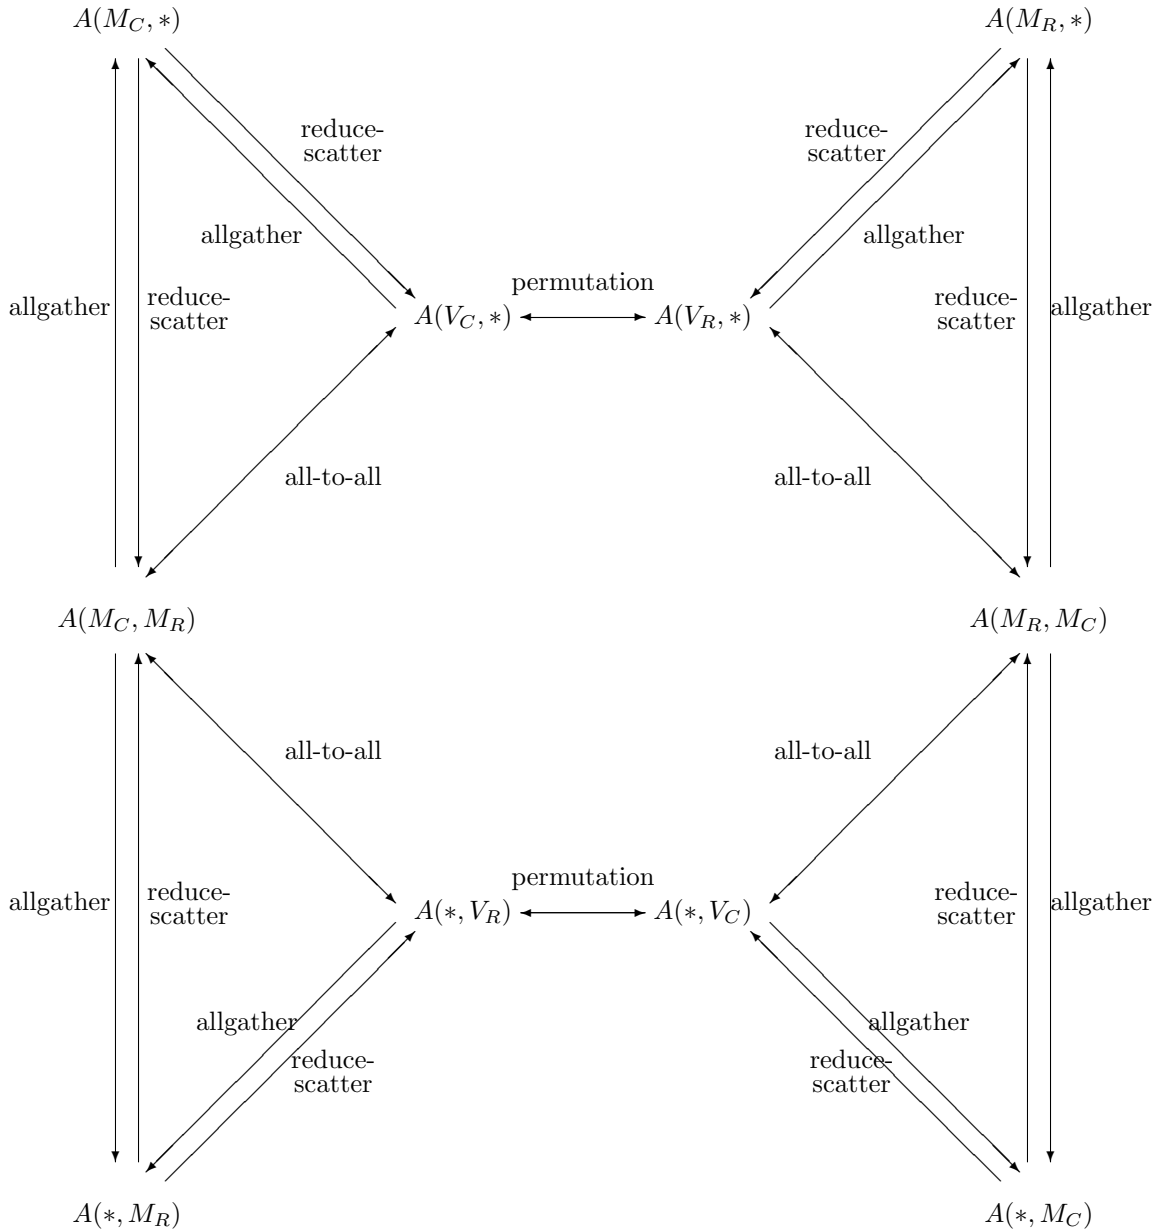 A(M_C, *)
A(M_R, *)
reduce-
scatter
reduce-
scatter
allgather
allgather
permutation
allgather
reduce-
scatter
A(V_C, *)
A(V_R, *)
reduce-
scatter
allgather
all-to-all
all-to-all
A(M_C, M_R)
A(M_R, M_C)
all-to-all
all-to-all
permutation
allgather
reduce-
scatter
A(*, V_R)
A(*, V_C)
reduce-
scatter
allgather
allgather
allgather
reduce-
scatter
reduce-
scatter
A(*, M_R)
A(*, M_C)